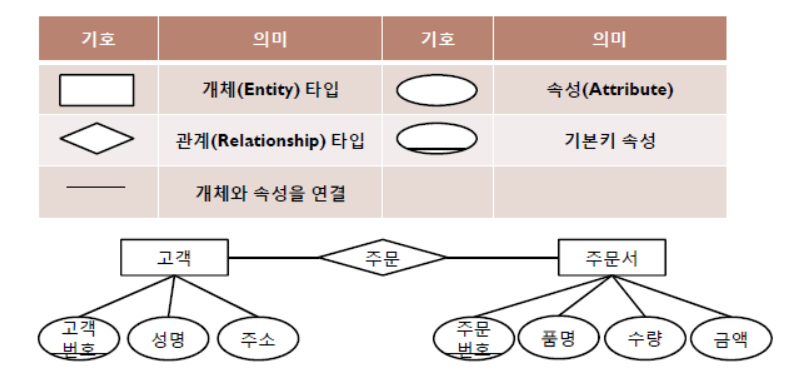 기호 의미 기호 의미
개체(Entity) 타입 속성(Attribute)
관계(Relationship) 타입 기본키 속성
개체와 속성을 연결
고객 주문 주문서
고객
번호
성명
주소
주문
번호
품명
수량
금액